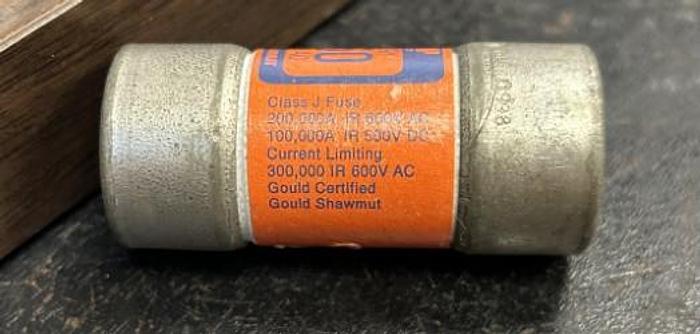 Class J Fuse
200,000A IR 600V AC
100,000A IR 500V DC
Current Limiting
300,000 IR 600V AC
Gould Certified
Gould Shawmut